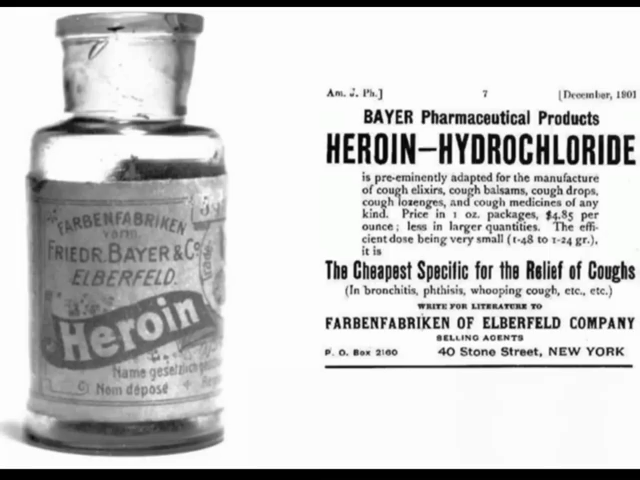 FARBENFABRIKEN
vorm.
FRIEDR. BAYER & Co.
ELBERFELD.
Heroin
Name gesetzlich
Nom déposé
Am. J. Ph.] 7 [December, 1901
BAYER Pharmaceutical Products
HEROIN—HYDROCHLORIDE
is pre-eminently adapted for the manufacture
of cough elixirs, cough balsams, cough drops,
cough lozenges, and cough medicines of any
kind. Price in 1 oz. packages, $4.85 per
ounce; less in larger quantities. The effi-
cient dose being very small (1-48 to 1-24 gr.),
it is
The Cheapest Specific for the Relief of Coughs
(In bronchitis, phthisis, whooping cough, etc., etc.)
WRITE FOR LITERATURE TO
FARBENFABRIKEN OF ELBERFELD COMPANY
SELLING AGENTS
P. O. Box 2160 40 Stone Street, NEW YORK